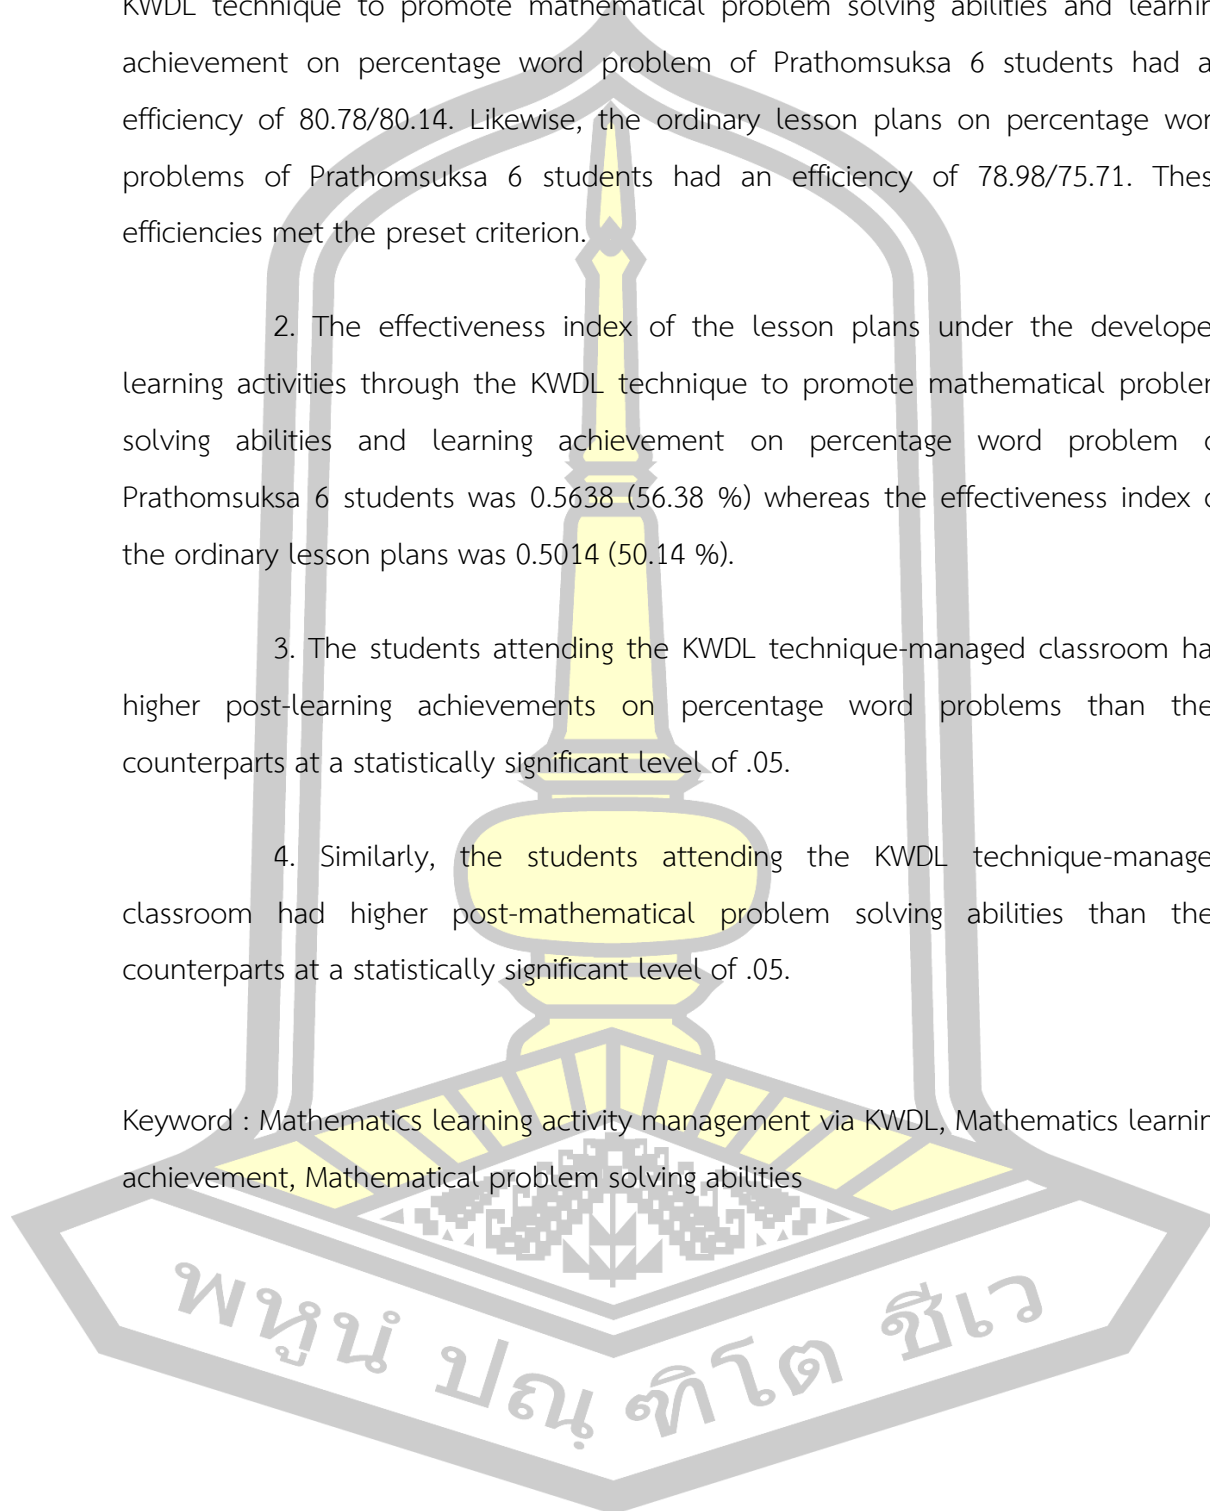 KWDL technique to promote mathematical problem solving abilities and learnin
achievement on percentage word problem of Prathomsuksa 6 students had a
efficiency of 80.78/80.14. Likewise, the ordinary lesson plans on percentage wor
problems of Prathomsuksa 6 students had an efficiency of 78.98/75.71. Thes
efficiencies met the preset criterion.
2. The effectiveness index of the lesson plans under the develope
learning activities through the KWDL technique to promote mathematical problem
solving abilities and learning achievement on percentage word problem o
Prathomsuksa 6 students was 0.5638 (56.38 %) whereas the effectiveness index o
the ordinary lesson plans was 0.5014 (50.14 %).
3. The students attending the KWDL technique-managed classroom ha
higher post-learning achievements on percentage word problems than the
counterparts at a statistically significant level of .05.
4. Similarly, the students attending the KWDL technique-manage
classroom had higher post-mathematical problem solving abilities than the
counterparts at a statistically significant level of .05.
Keyword : Mathematics learning activity management via KWDL, Mathematics learnin
achievement, Mathematical problem solving abilities
พหูนํ ปณฺฑิโต ชีเว